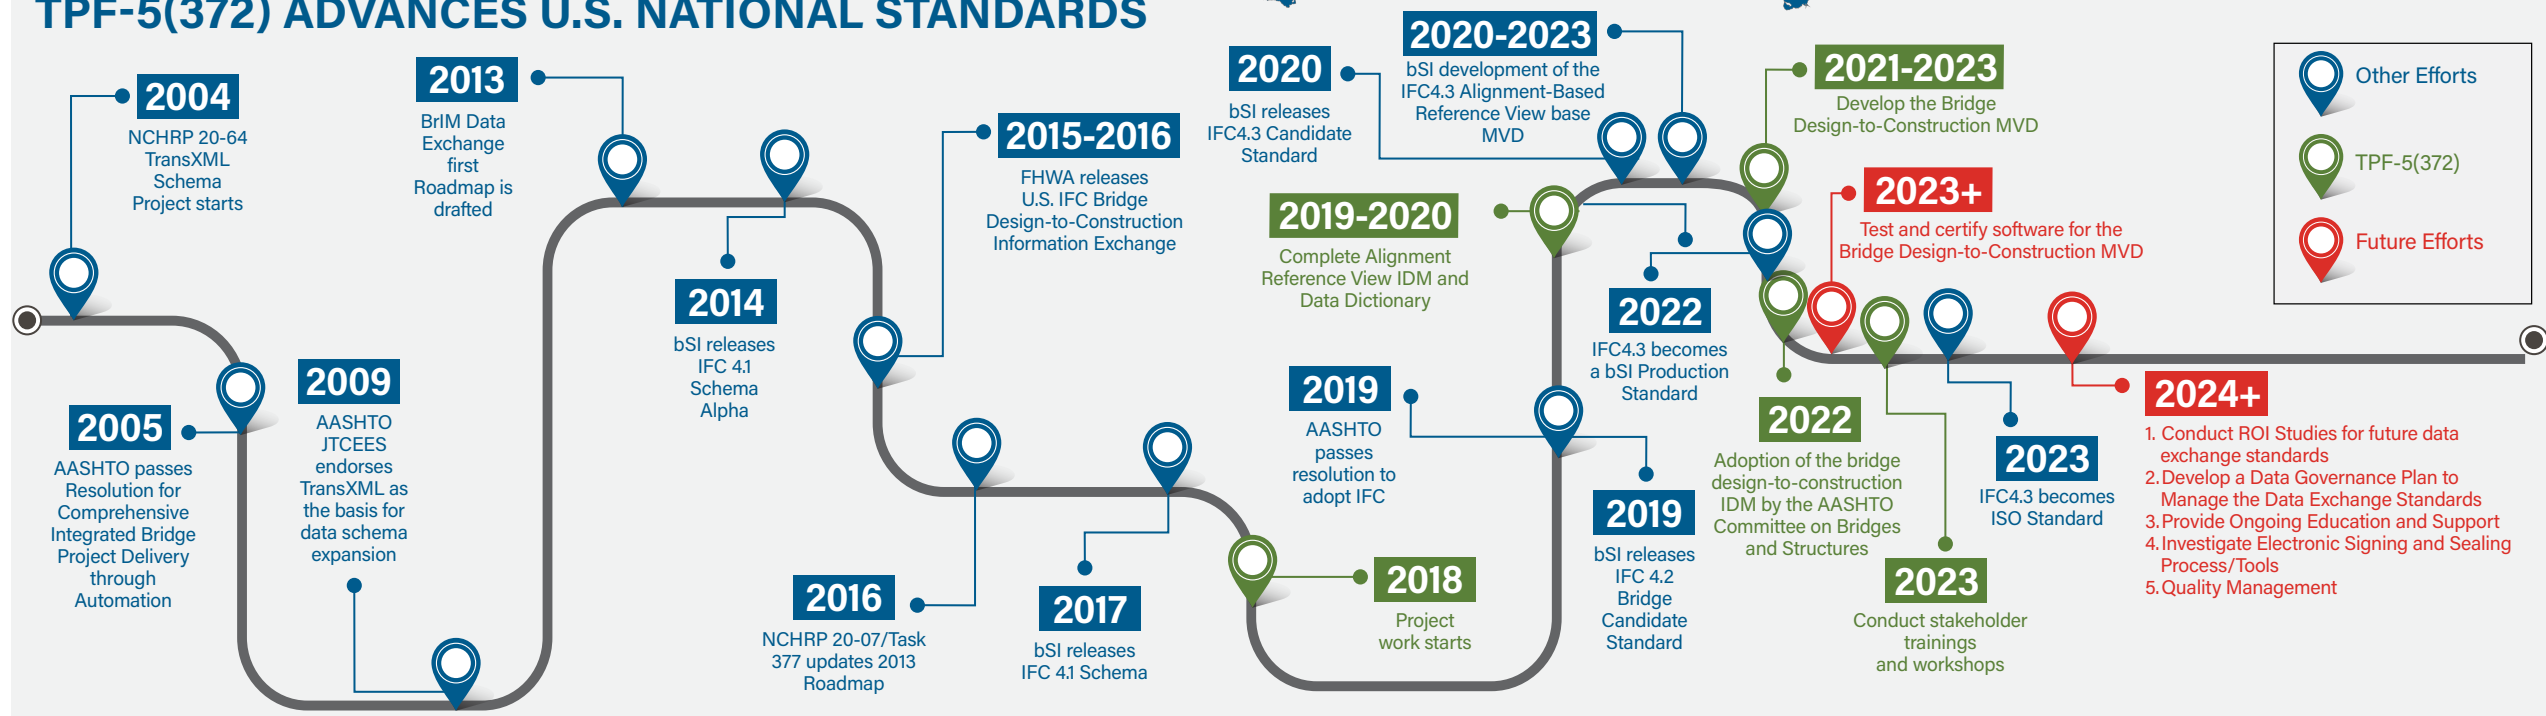 TPF-5(372) ADVANCES U.S. NATIONAL STANDARDS
2004
NCHRP 20-64
TransXML
Schema
Project starts
2005
AASHTO passes
Resolution for
Comprehensive
Integrated Bridge
Project Delivery
through
Automation
2009
AASHTO
JTCEES
endorses
TransXML as
the basis for
data schema
expansion
2013
BrIM Data
Exchange
first
Roadmap is
drafted
2014
bSI releases
IFC 4.1
Schema
Alpha
2015-2016
FHWA releases
U.S. IFC Bridge
Design-to-Construction
Information Exchange
2016
NCHRP 20-07/Task
377 updates 2013
Roadmap
2017
bSI releases
IFC 4.1 Schema
2018
Project
work starts
2019
AASHTO
passes
resolution to
adopt IFC
2019
bSI releases
IFC 4.2
Bridge
Candidate
Standard
2019-2020
Complete Alignment
Reference View IDM and
Data Dictionary
2020
bSI releases
IFC4.3 Candidate
Standard
2020-2023
bSI development of the
IFC4.3 Alignment-Based
Reference View base
MVD
2021-2023
Develop the Bridge
Design-to-Construction MVD
2022
IFC4.3 becomes
a bSI Production
Standard
2022
Adoption of the bridge
design-to-construction
IDM by the AASHTO
Committee on Bridges
and Structures
2023+
Test and certify software for the
Bridge Design-to-Construction MVD
2023
Conduct stakeholder
trainings
and workshops
2023
IFC4.3 becomes
ISO Standard
2024+
1. Conduct ROI Studies for future data
exchange standards
2. Develop a Data Governance Plan to
Manage the Data Exchange Standards
3. Provide Ongoing Education and Support
4. Investigate Electronic Signing and Sealing
Process/Tools
5. Quality Management
Other Efforts
TPF-5(372)
Future Efforts